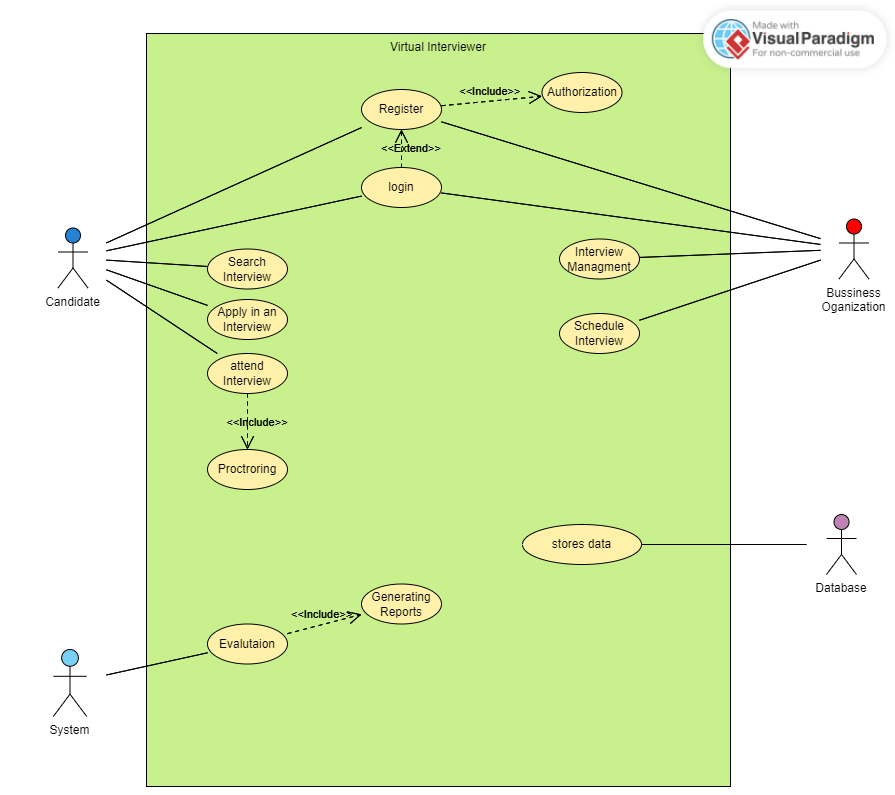 Made with
VisualParadigm
For non-commercial use
Virtual Interviewer
Register
<<Include>>
Authorization
<<Extend>>
login
Candidate
Search
Interview
Apply in an
Interview
attend
Interview
<<Include>>
Proctroring
Interview
Managment
Schedule
Interview
Bussiness
Oganization
stores data
Database
Generating
Reports
<<Include>>
Evalutaion
System